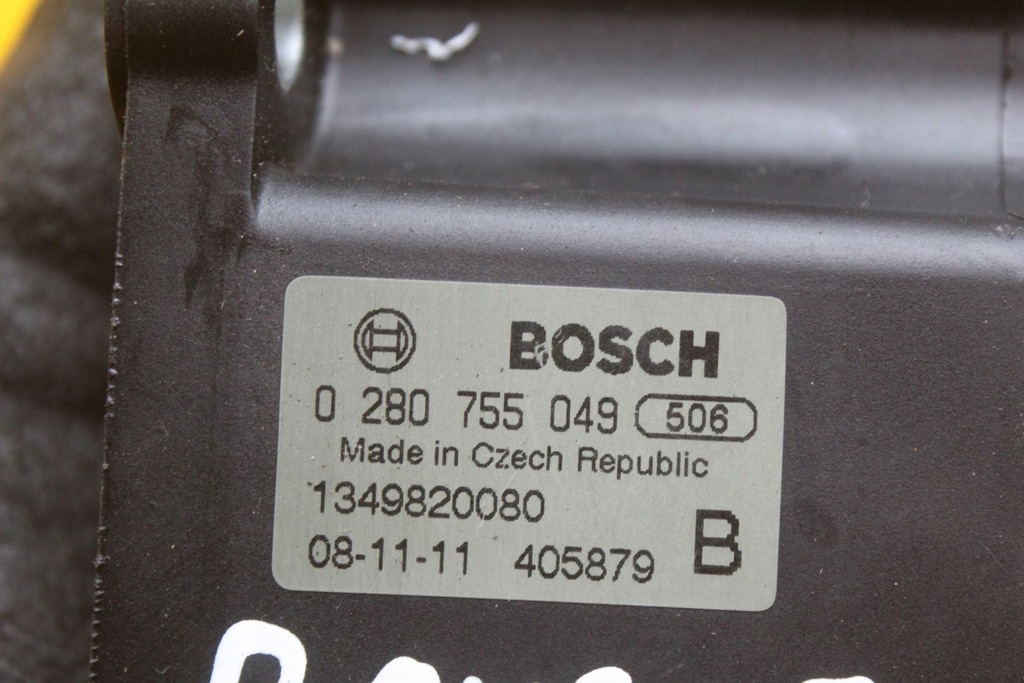 BOSCH
0 280 755 049 506
Made in Czech Republic
1349820080
08-11-11 405879 B